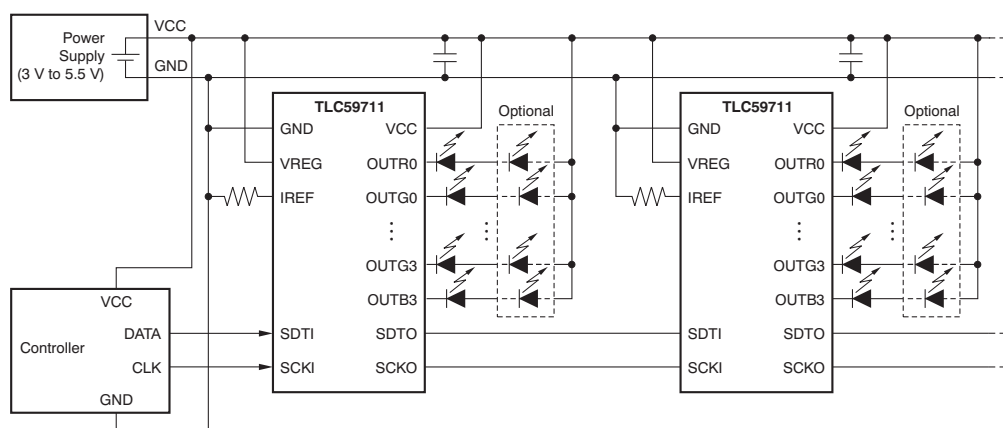 VCC
Power
Supply
(3 V to 5.5 V)
GND
TLC59711
GND
VREG
IREF
SDTI
SCKI
VCC
OUTR0
OUTG0
OUTG3
OUTB3
SDTO
SCKO
Optional
TLC59711
GND
VREG
IREF
SDTI
SCKI
VCC
OUTR0
OUTG0
OUTG3
OUTB3
SDTO
SCKO
Optional
VCC
DATA
Controller
CLK
GND